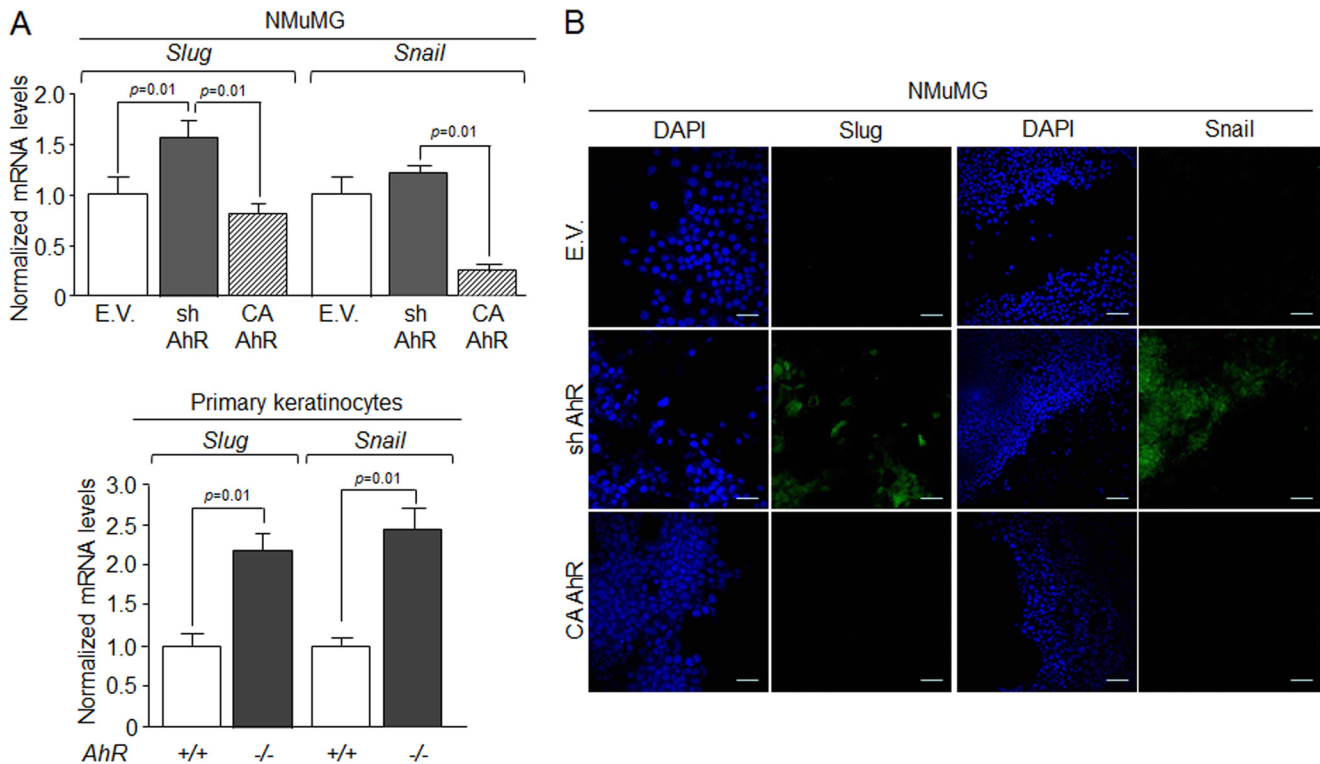 A
NMuMG
Slug Snail
Normalized mRNA levels
2.0
1.5
1.0
0.5
0
p=0.01 p=0.01
p=0.01
E.V. sh AhR CA AhR E.V. sh AhR CA AhR
Primary keratinocytes
Slug Snail
Normalized mRNA levels
3.0
2.5
2.0
1.5
1.0
0.5
0
p=0.01 p=0.01
AhR +/+ -/- +/+ -/-
B
NMuMG
DAPI Slug DAPI Snail
E.V.
sh AhR
CA AhR